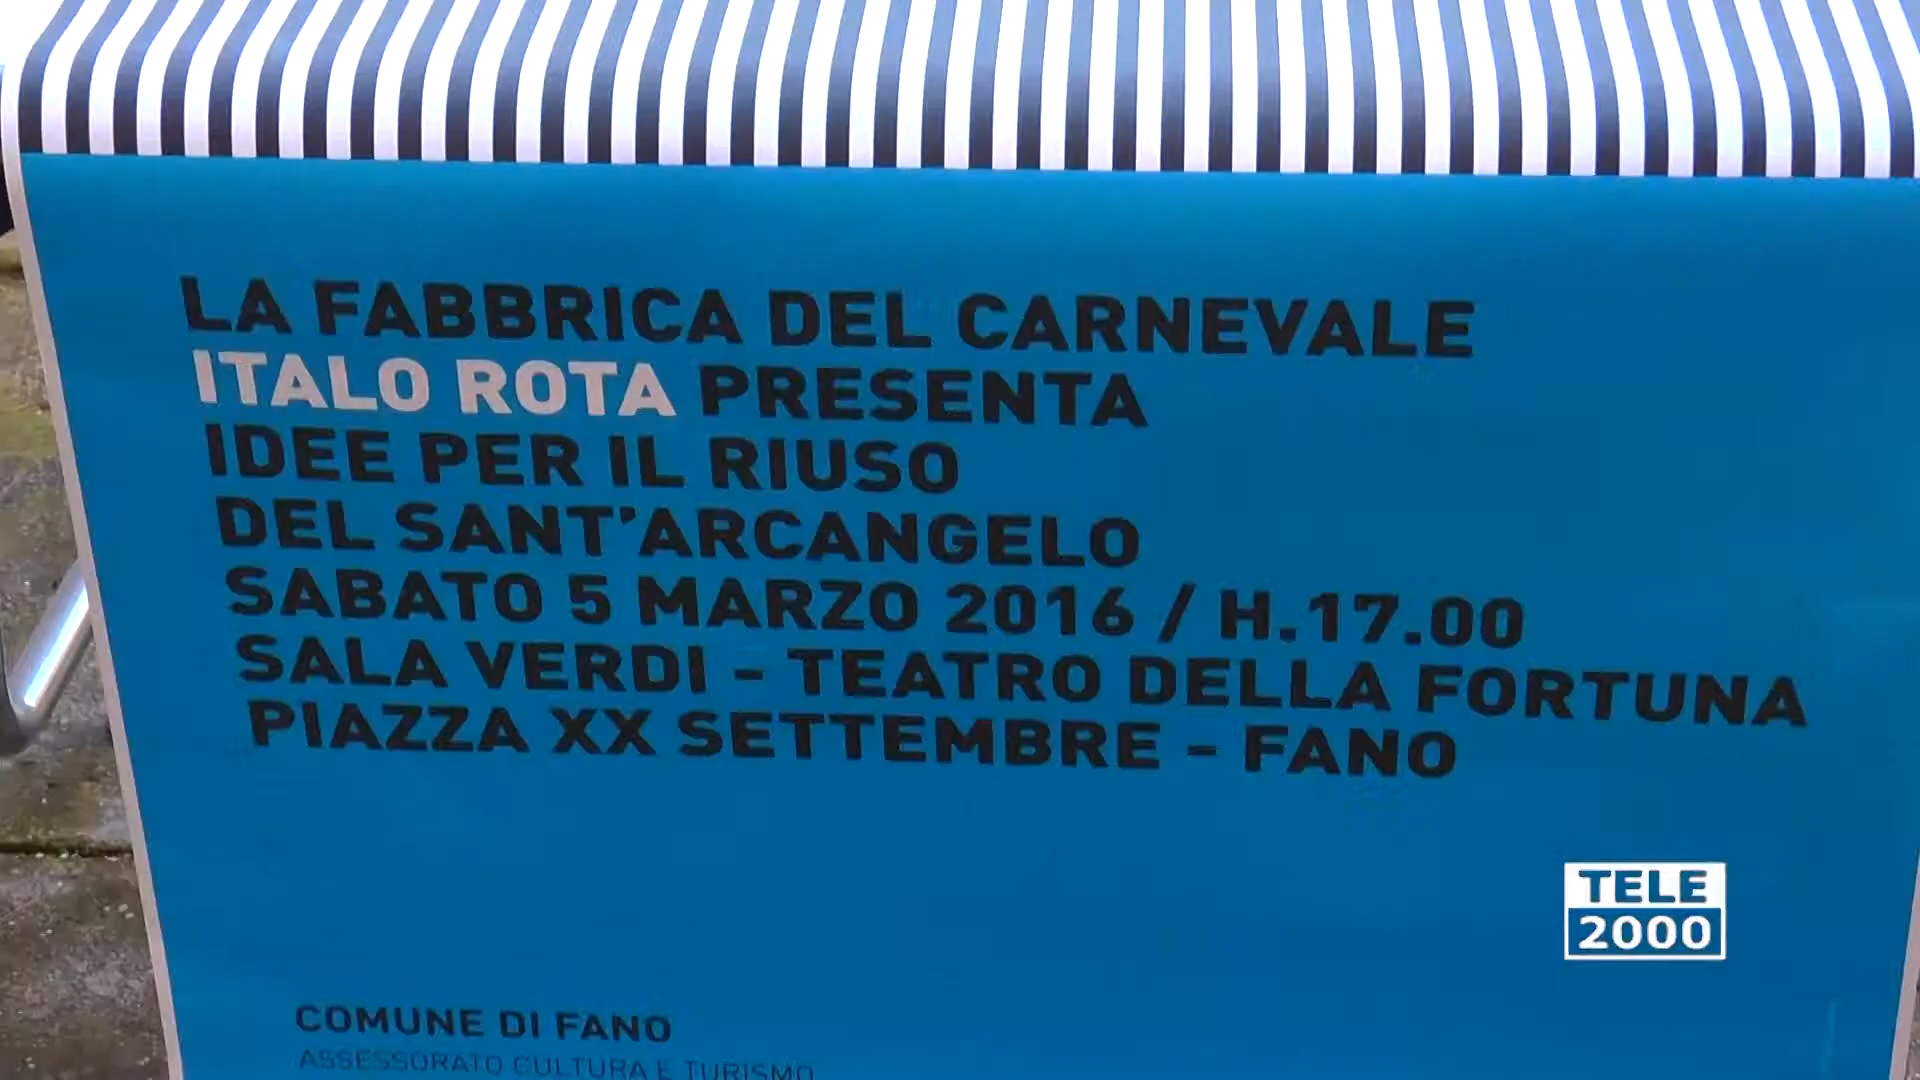 LA FABBRICA DEL CARNEVALE
ITALO ROTA PRESENTA
IDEE PER IL RIUSO
DEL SANT'ARCANGELO
SABATO 5 MARZO 2016 / H.17.00
SALA VERDI - TEATRO DELLA FORTUNA
PIAZZA XX SETTEMBRE - FANO
TELE
2000
COMUNE DI FANO
ASSESSORATO CULTURA E TURISMO